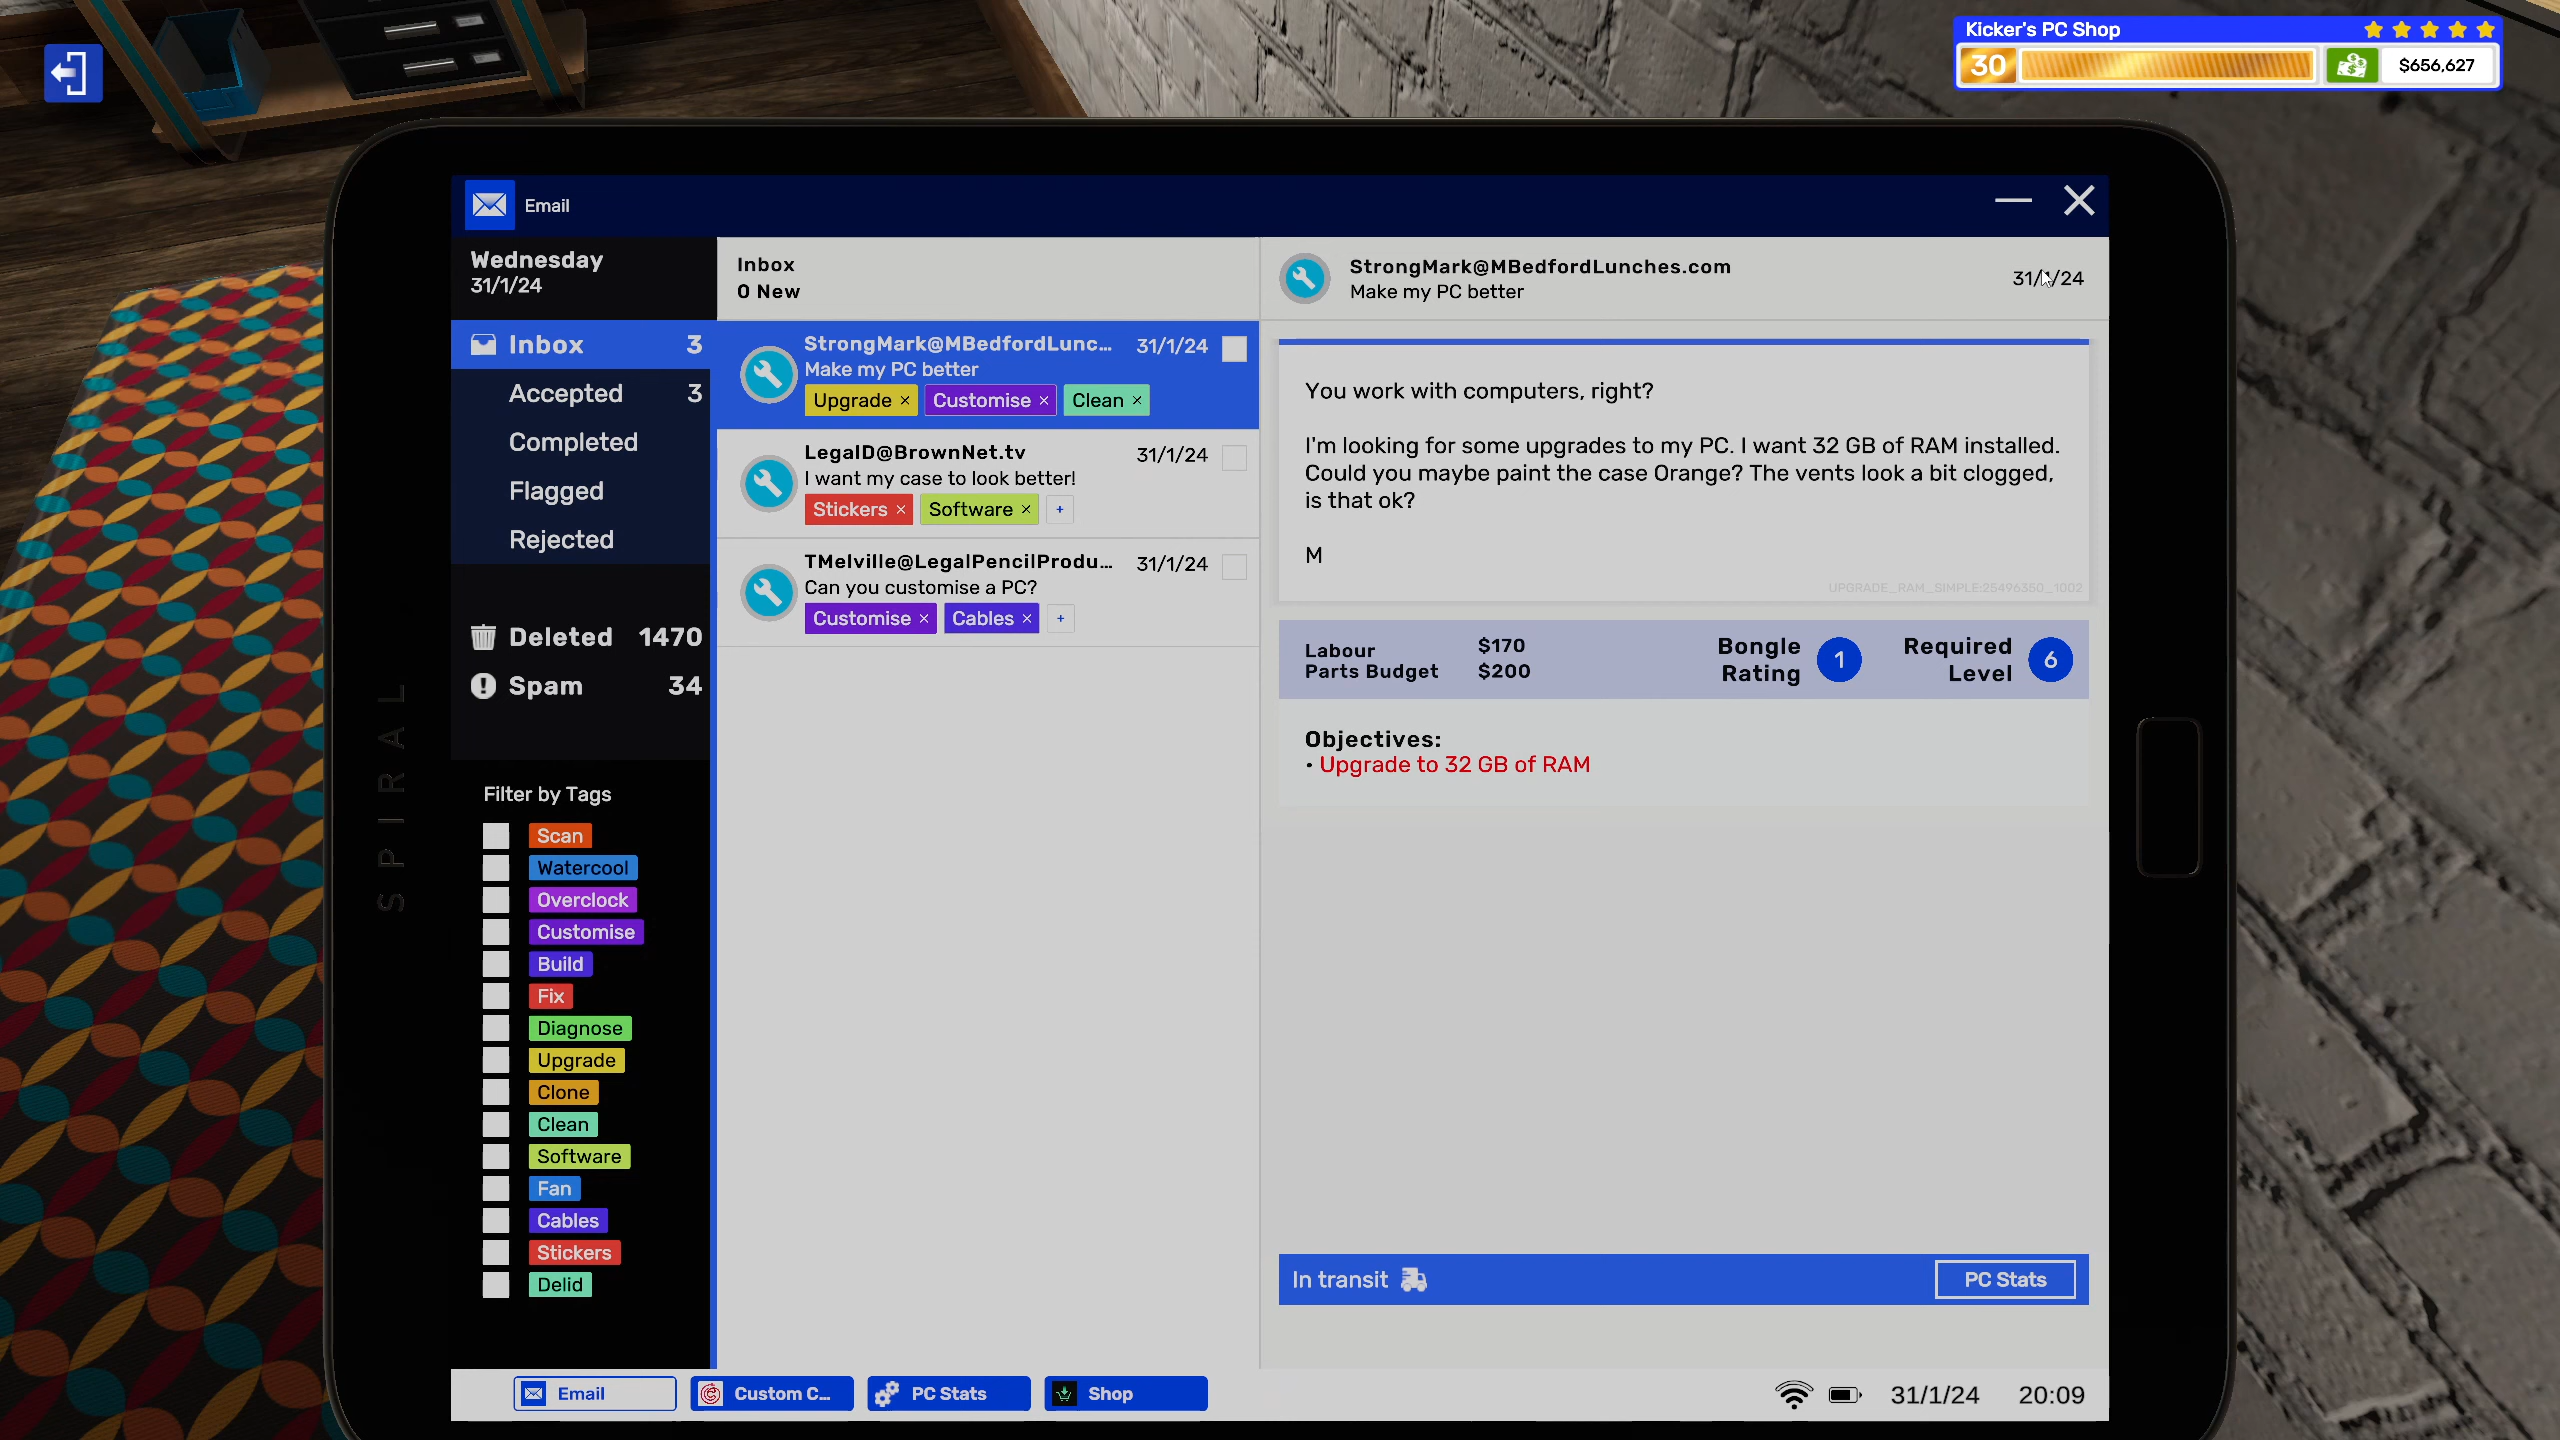 Kicker's PC Shop
30
$656,627
Email
Wednesday
31/1/24
Inbox 3
Accepted 3
Completed
Flagged
Rejected
Deleted 1470
Spam 34
Filter by Tags
Scan
Watercool
Overclock
Customise
Build
Fix
Diagnose
Upgrade
Clone
Clean
Software
Fan
Cables
Stickers
Delid
Inbox
0 New
StrongMark@MBedfordLunc... 31/1/24
Make my PC better
Upgrade × Customise × Clean ×
LegalD@BrownNet.tv 31/1/24
I want my case to look better!
Stickers × Software × +
TMelville@LegalPencilProdu... 31/1/24
Can you customise a PC?
Customise × Cables × +
StrongMark@MBedfordLunches.com
Make my PC better
31/1/24
You work with computers, right?
I'm looking for some upgrades to my PC. I want 32 GB of RAM installed.
Could you maybe paint the case Orange? The vents look a bit clogged,
is that ok?
M
UPGRADE_RAM_SIMPLE:25496350_1002
Labour $170
Parts Budget $200
Bongle Rating 1
Required Level 6
Objectives:
• Upgrade to 32 GB of RAM
In transit
PC Stats
SPIRAL
Email
Custom C...
PC Stats
Shop
31/1/24 20:09